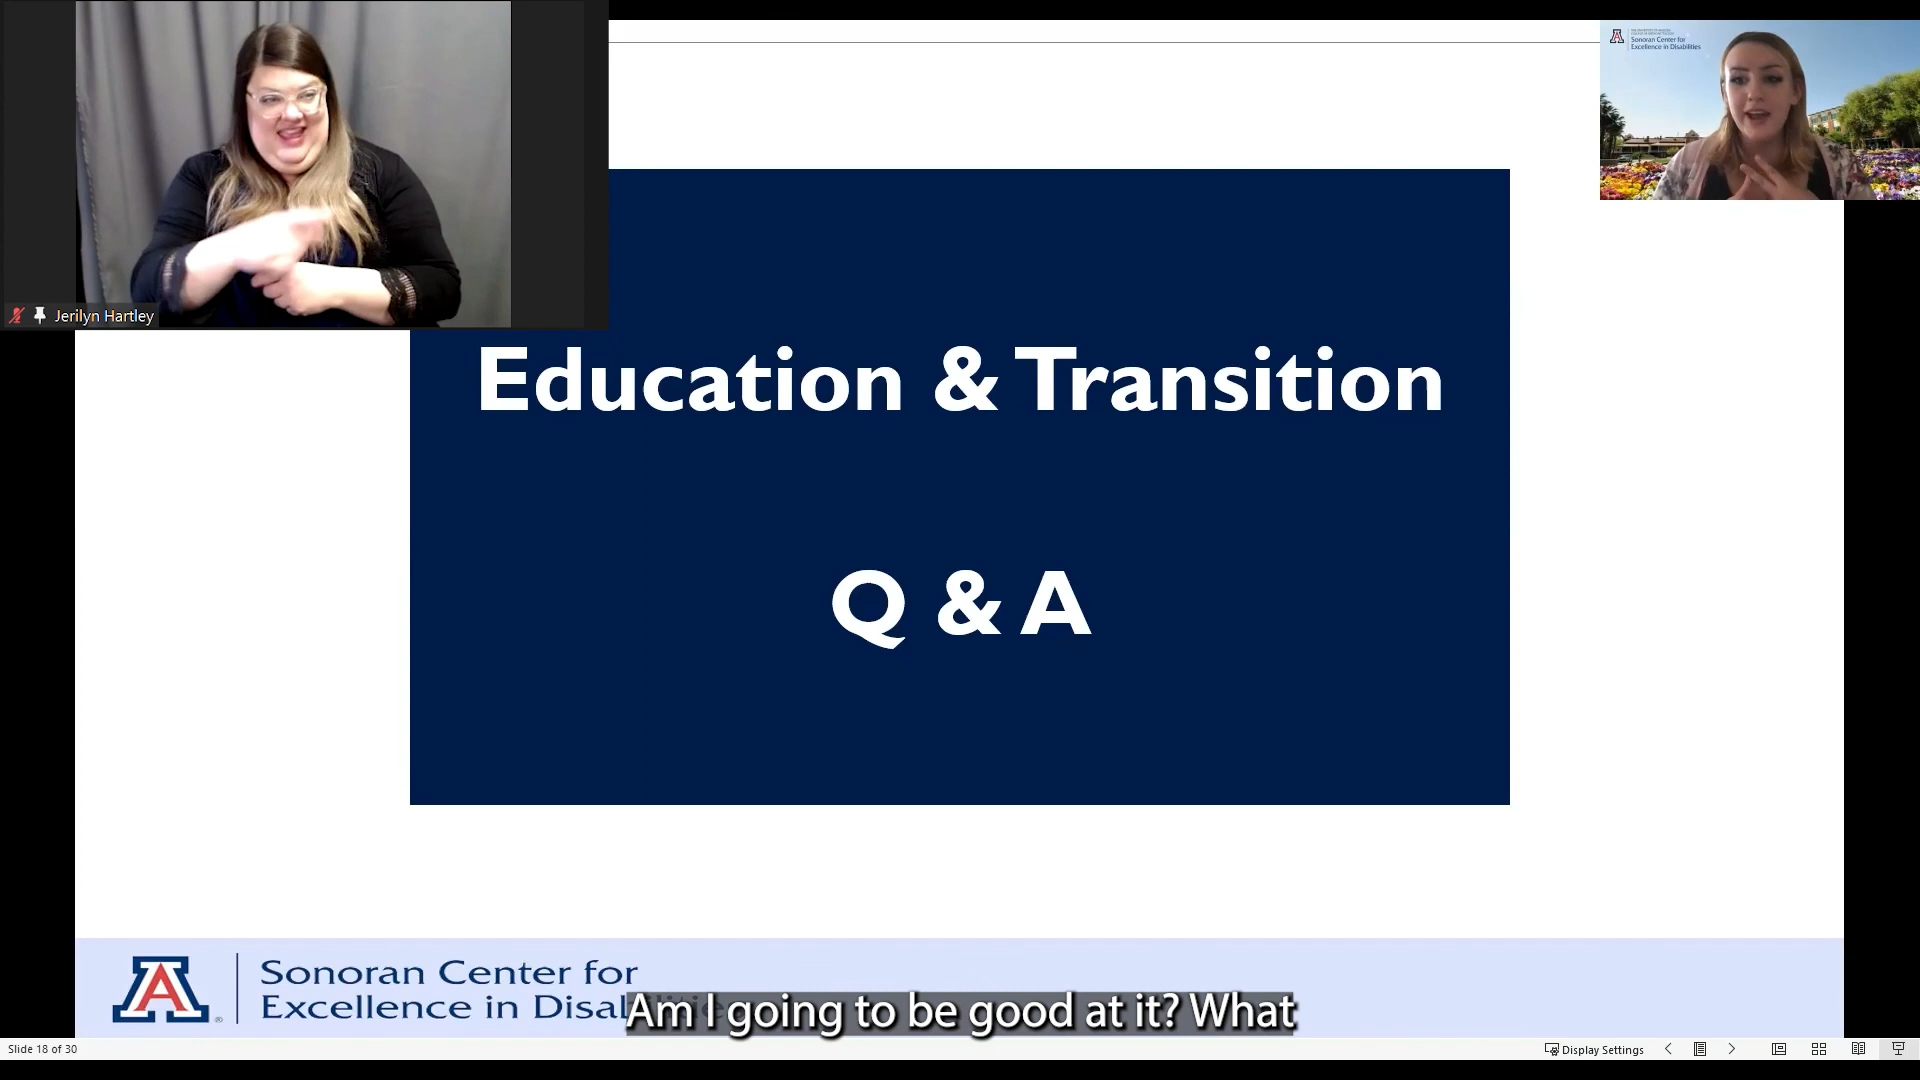 Jerilyn Hartley
Sonoran Center for
Excellence in Disabilities
Education & Transition
Q & A
Sonoran Center for
Excellence in Disabilities
Am I going to be good at it? What
Slide 18 of 30
Display Settings